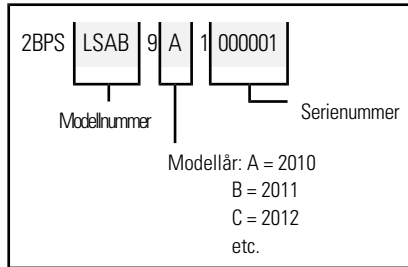 2BPS LSAB 9 A 1 000001
Modellnummer
Serienummer
Modellår: A = 2010
B = 2011
C = 2012
etc.